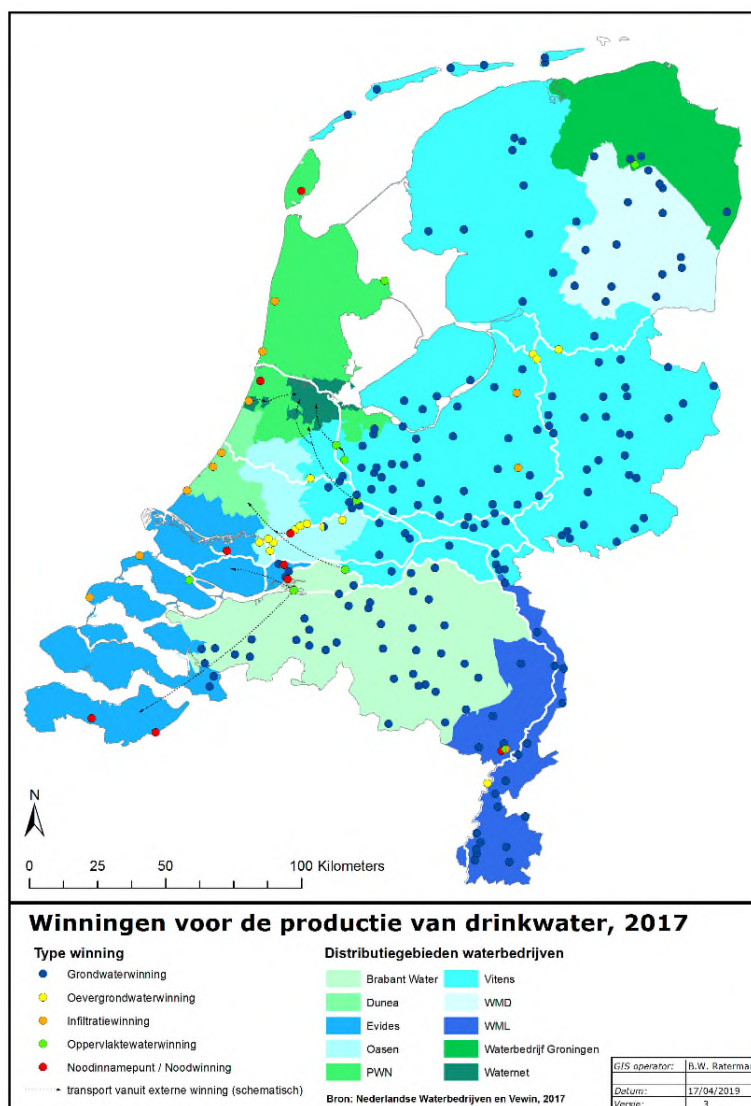 N
0 25 50 100 Kilometers
Winningen voor de productie van drinkwater, 2017
Type winning
Grondwaterwinning
Oevergrondwaterwinning
Infiltratiewinning
Oppervlaktewaterwinning
Noodinnamepunt / Noodwinning
transport vanuit externe winning (schematisch)
Distributiegebieden waterbedrijven
Brabant Water
Dunea
Evides
Oasen
PWN
Vitens
WMD
WML
Waterbedrijf Groningen
Waternet
Bron: Nederlandse Waterbedrijven en Vewin, 2017
GIS operator: B.W. Raterman
Datum: 17/04/2019
Versie: 3